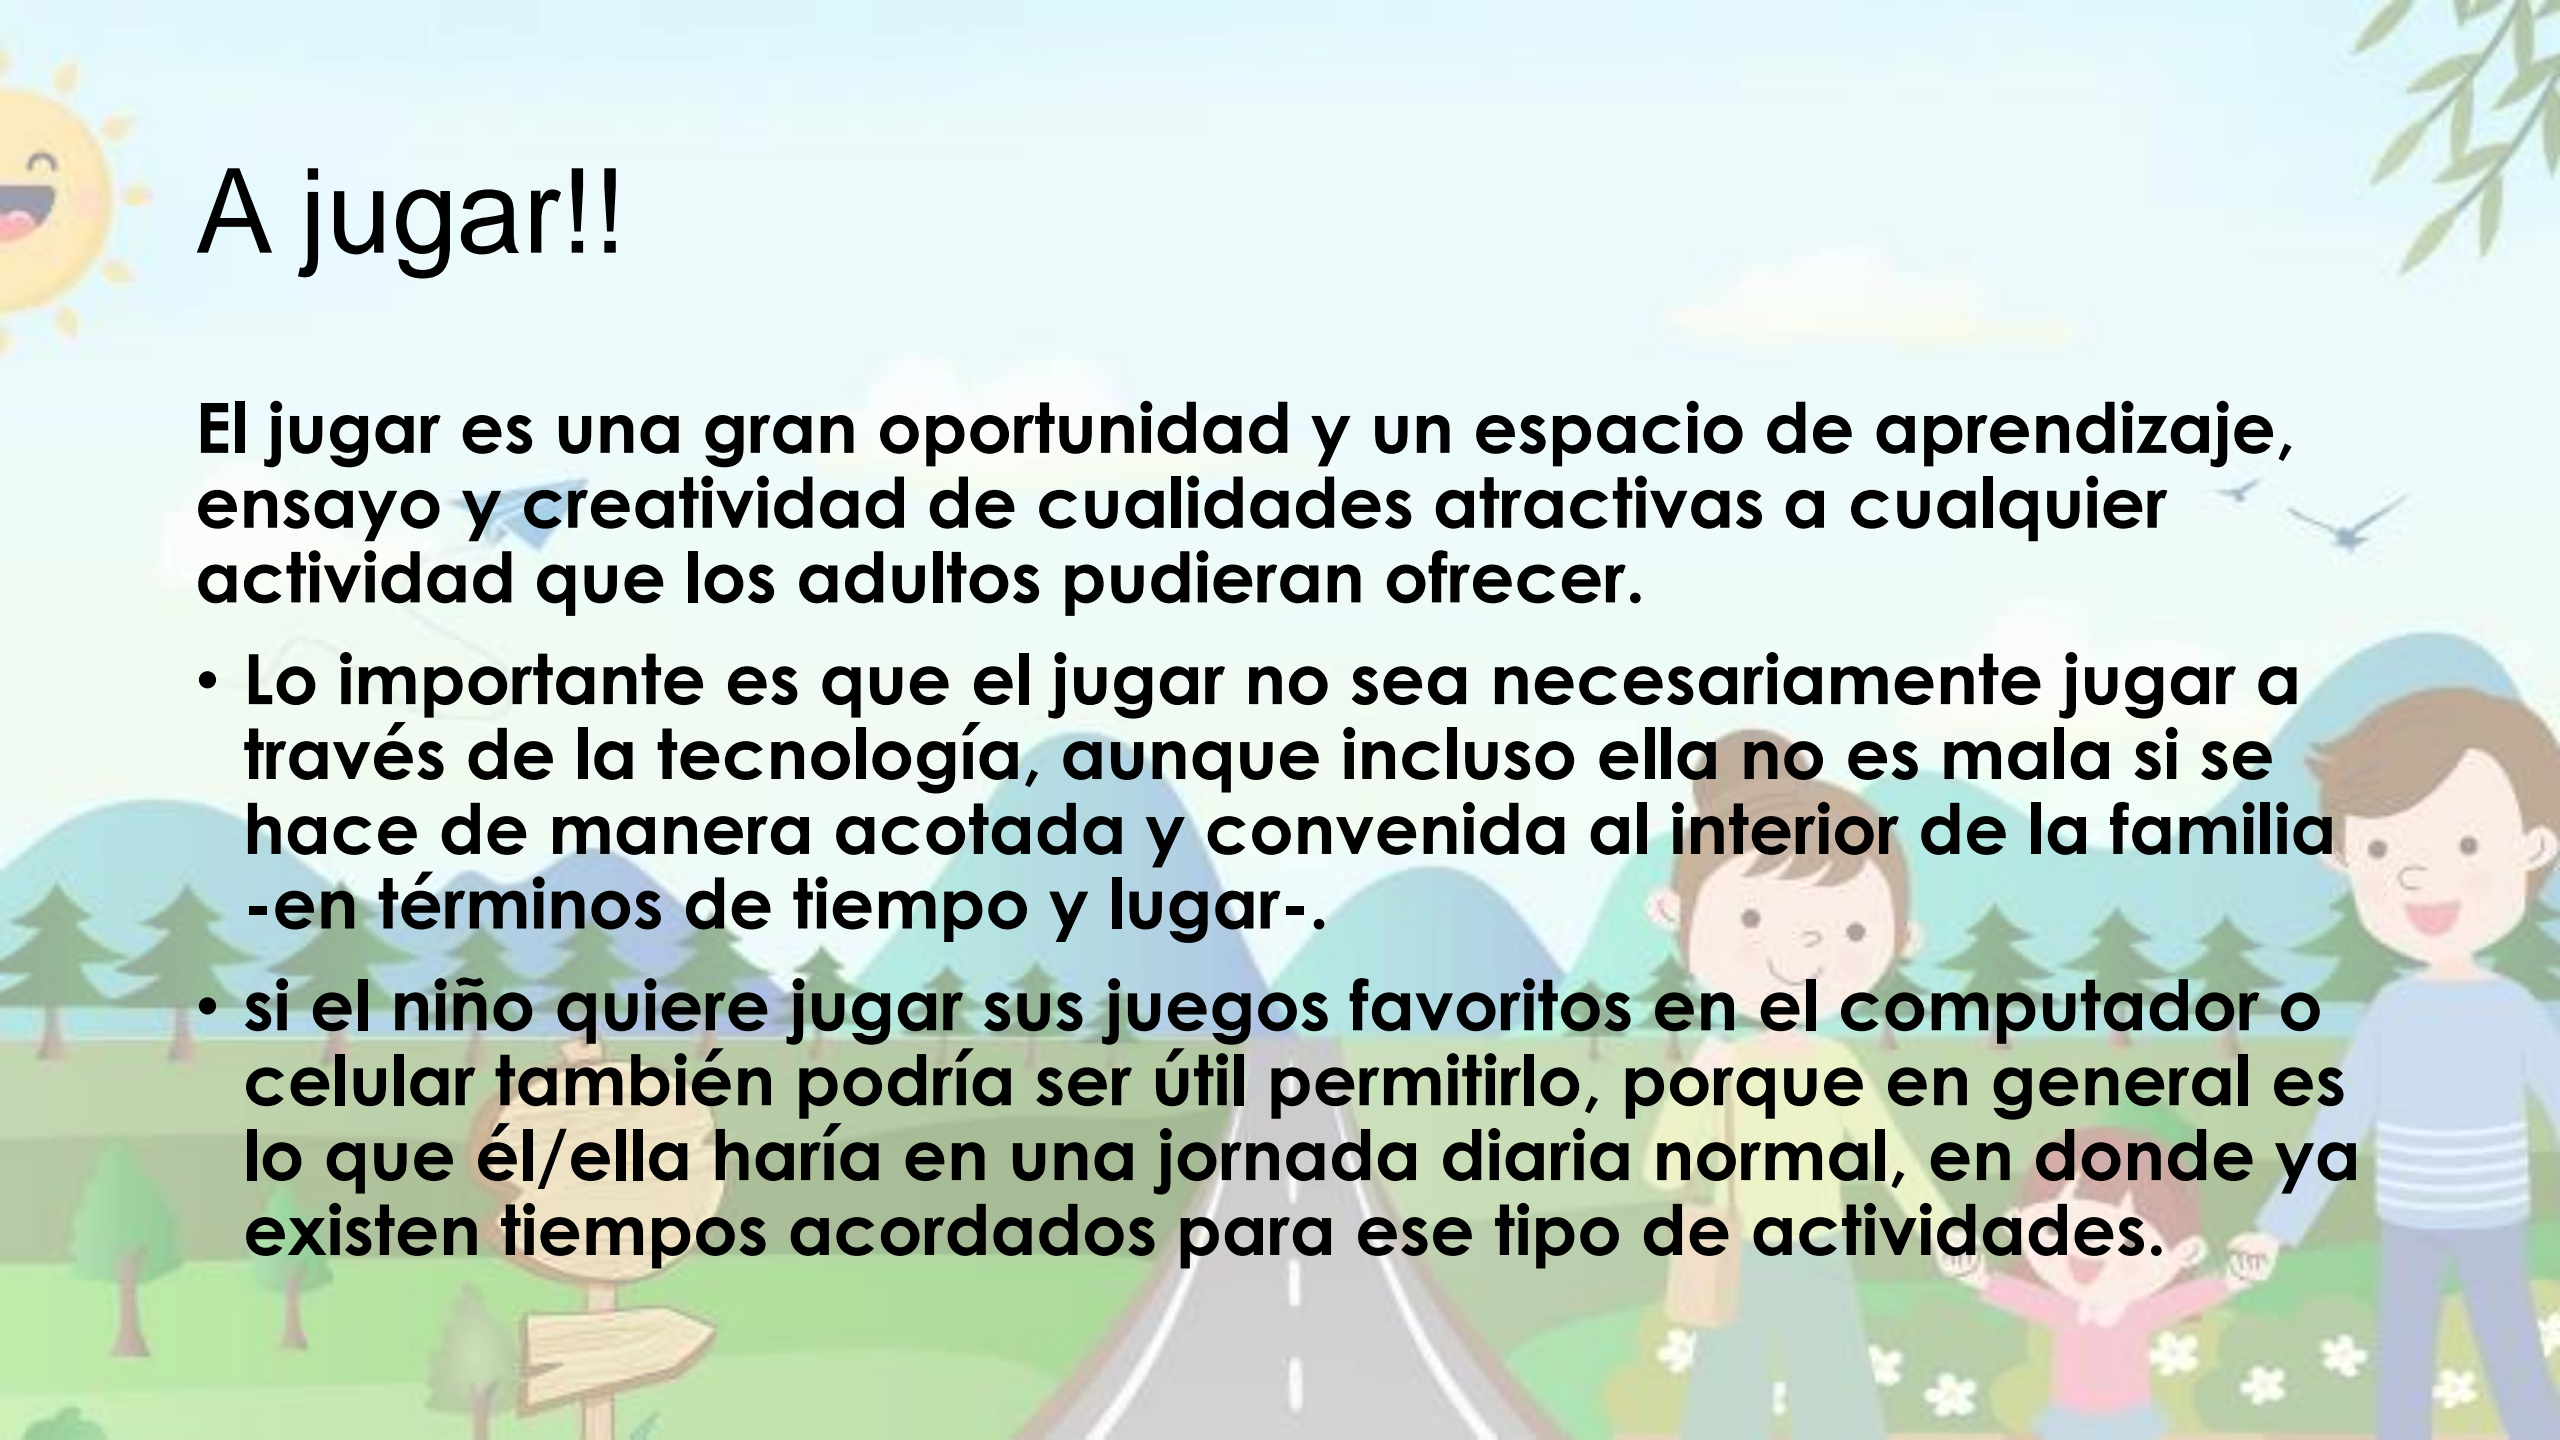 A jugar!!
El jugar es una gran oportunidad y un espacio de aprendizaje,
ensayo y creatividad de cualidades atractivas a cualquier
actividad que los adultos pudieran ofrecer.
• Lo importante es que el jugar no sea necesariamente jugar a
través de la tecnología, aunque incluso ella no es mala si se
hace de manera acotada y convenida al interior de la familia
-en términos de tiempo y lugar-.
• si el niño quiere jugar sus juegos favoritos en el computador o
celular también podría ser útil permitirlo, porque en general es
lo que él/ella haría en una jornada diaria normal, en donde ya
existen tiempos acordados para ese tipo de actividades.